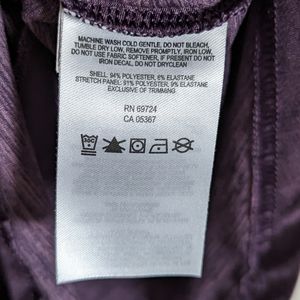 MACHINE WASH COLD GENTLE, DO NOT BLEACH,
TUMBLE DRY LOW, REMOVE PROMPTLY, IRON LOW,
DO NOT USE FABRIC SOFTENER, IF PRESENT DO NOT
IRON DECAL, DO NOT DRYCLEAN
SHELL: 94% POLYESTER, 6% ELASTANE
STRETCH PANEL: 91% POLYESTER, 9% ELASTANE
EXCLUSIVE OF TRIMMING
RN 69724
CA 05367